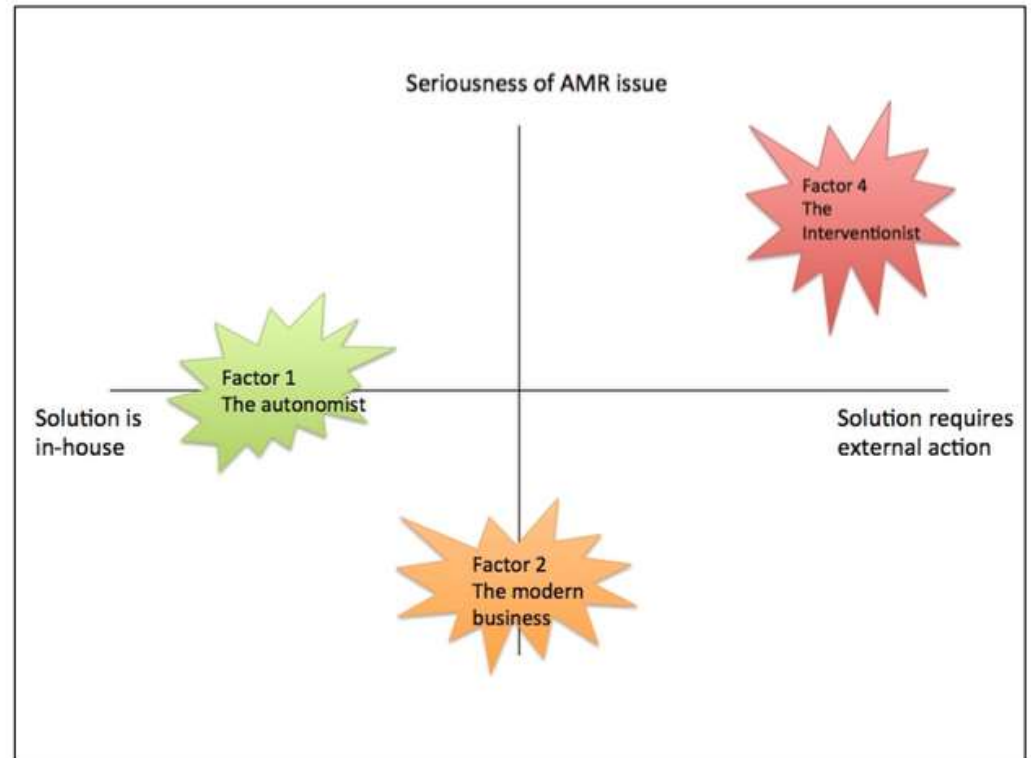 Seriousness of AMR issue
Factor 4
The
Interventionist
Factor 1
The autonomist
Solution is
in-house
Solution requires
external action
Factor 2
The modern
business